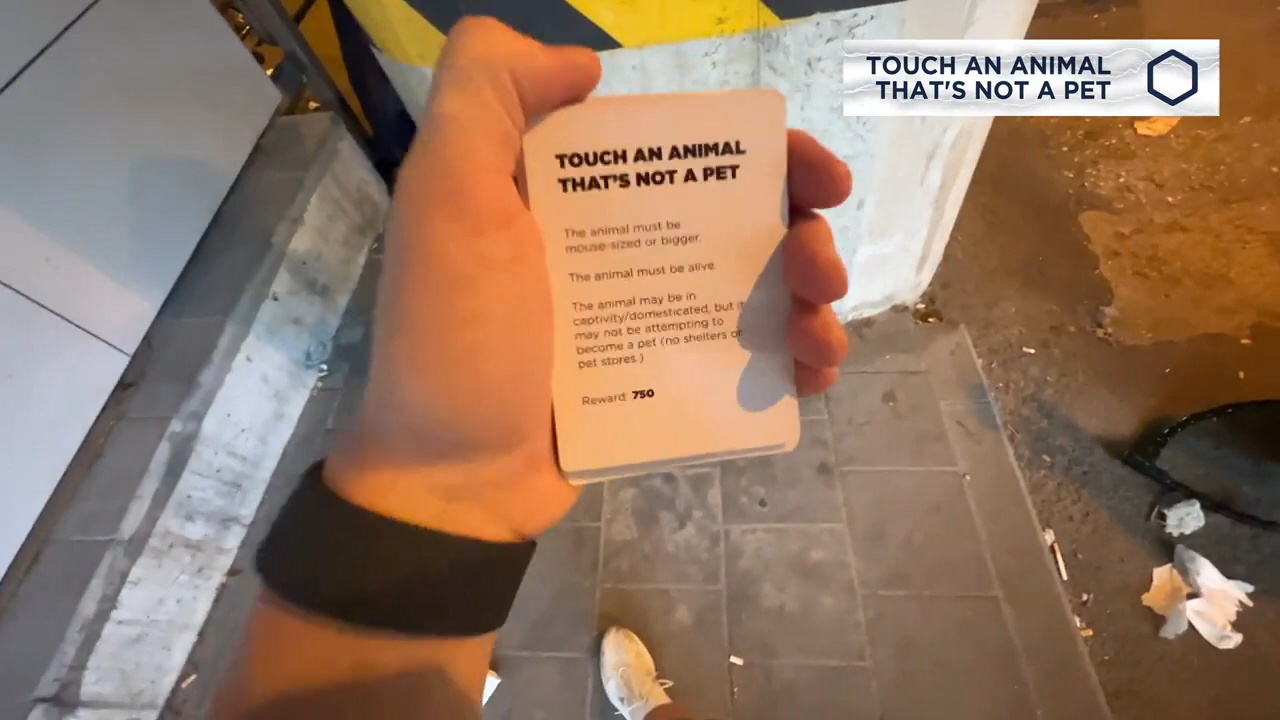 TOUCH AN ANIMAL
THAT'S NOT A PET
TOUCH AN ANIMAL
THAT'S NOT A PET
The animal must be
mouse-sized or bigger.
The animal must be alive.
The animal may be in
captivity/domesticated, but it
may not be attempting to
become a pet (no shelters or
pet stores.)
Reward: 750